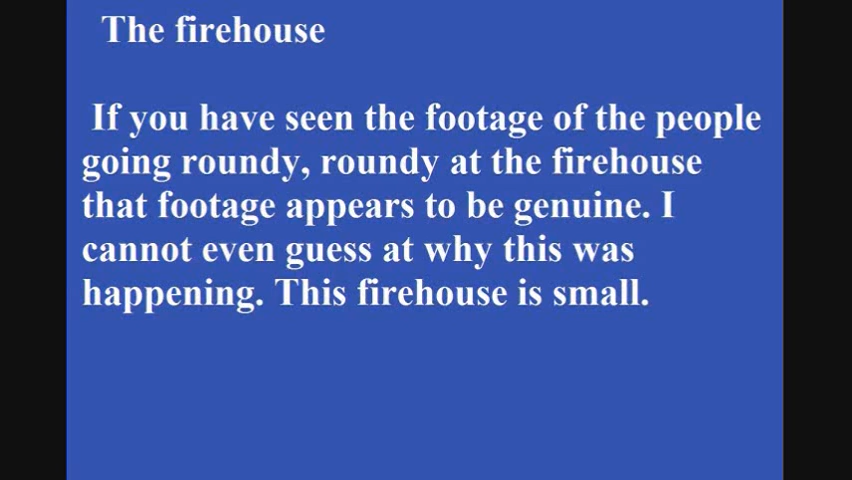 The firehouse
If you have seen the footage of the people
going roundy, roundy at the firehouse
that footage appears to be genuine. I
cannot even guess at why this was
happening. This firehouse is small.